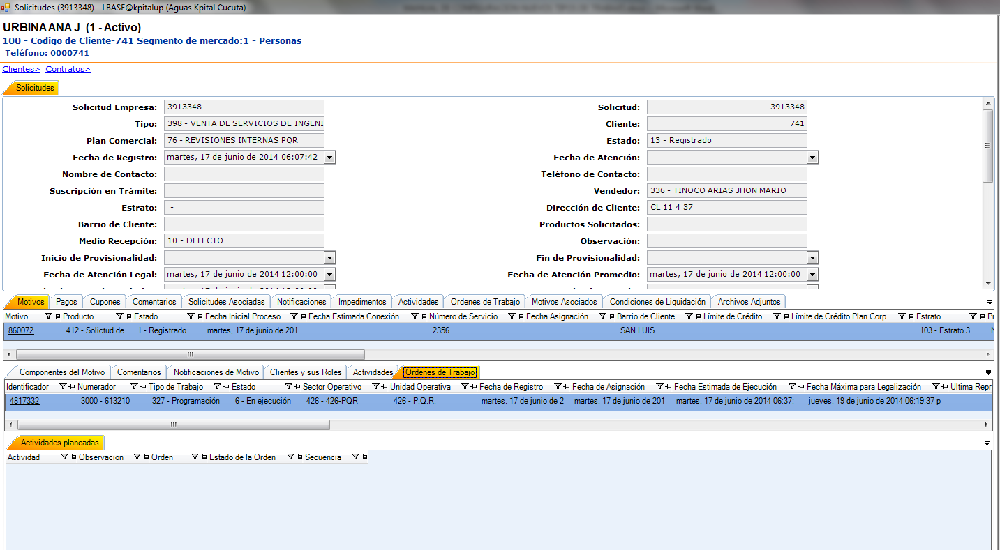 Solicitudes (3913348) - LBASE@kpitalup (Aguas Kpital Cucuta)
URBINA ANA J (1 - Activo)
100 - Codigo de Cliente-741 Segmento de mercado:1 - Personas
Teléfono: 0000741
Clientes> Contratos>
Solicitudes
Solicitud Empresa: 3913348 Solicitud: 3913348
Tipo: 398 - VENTA DE SERVICIOS DE INGENI Cliente: 741
Plan Comercial: 76 - REVISIONES INTERNAS PQR Estado: 13 - Registrado
Fecha de Registro: martes, 17 de junio de 2014 06:07:42 Fecha de Atención:
Nombre de Contacto: -- Teléfono de Contacto: --
Suscripción en Trámite: Vendedor: 336 - TINOCO ARIAS JHON MARIO
Estrato: - Dirección de Cliente: CL 11 4 37
Barrio de Cliente: Productos Solicitados:
Medio Recepción: 10 - DEFECTO Observación:
Inicio de Provisionalidad: Fin de Provisionalidad:
Fecha de Atención Legal: martes, 17 de junio de 2014 12:00:00 Fecha de Atención Promedio: martes, 17 de junio de 2014 12:00:00
Motivos Pagos Cupones Comentarios Solicitudes Asociadas Notificaciones Impedimentos Actividades Ordenes de Trabajo Motivos Asociados Condiciones de Liquidación Archivos Adjuntos
Motivo Producto Estado Fecha Inicial Proceso Fecha Estimada Conexión Número de Servicio Fecha Asignación Barrio de Cliente Límite de Crédito Límite de Crédito Plan Corp Estrato
860072 412 - Solictud de 1 - Registrado martes, 17 de junio de 201 2356 SAN LUIS 103 - Estrato 3
Componentes del Motivo Comentarios Notificaciones de Motivo Clientes y sus Roles Actividades Ordenes de Trabajo
Identificador Numerador Tipo de Trabajo Estado Sector Operativo Unidad Operativa Fecha de Registro Fecha de Asignación Fecha Estimada de Ejecución Fecha Máxima para Legalización Ultima Repr
4817332 3000 - 613210 327 - Programación 6 - En ejecución 426 - 426-PQR 426 - P.Q.R. martes, 17 de junio de 2 martes, 17 de junio de 201 martes, 17 de junio de 2014 06:37: jueves, 19 de junio de 2014 06:19:37 p
Actividades planeadas
Actividad Observacion Orden Estado de la Orden Secuencia